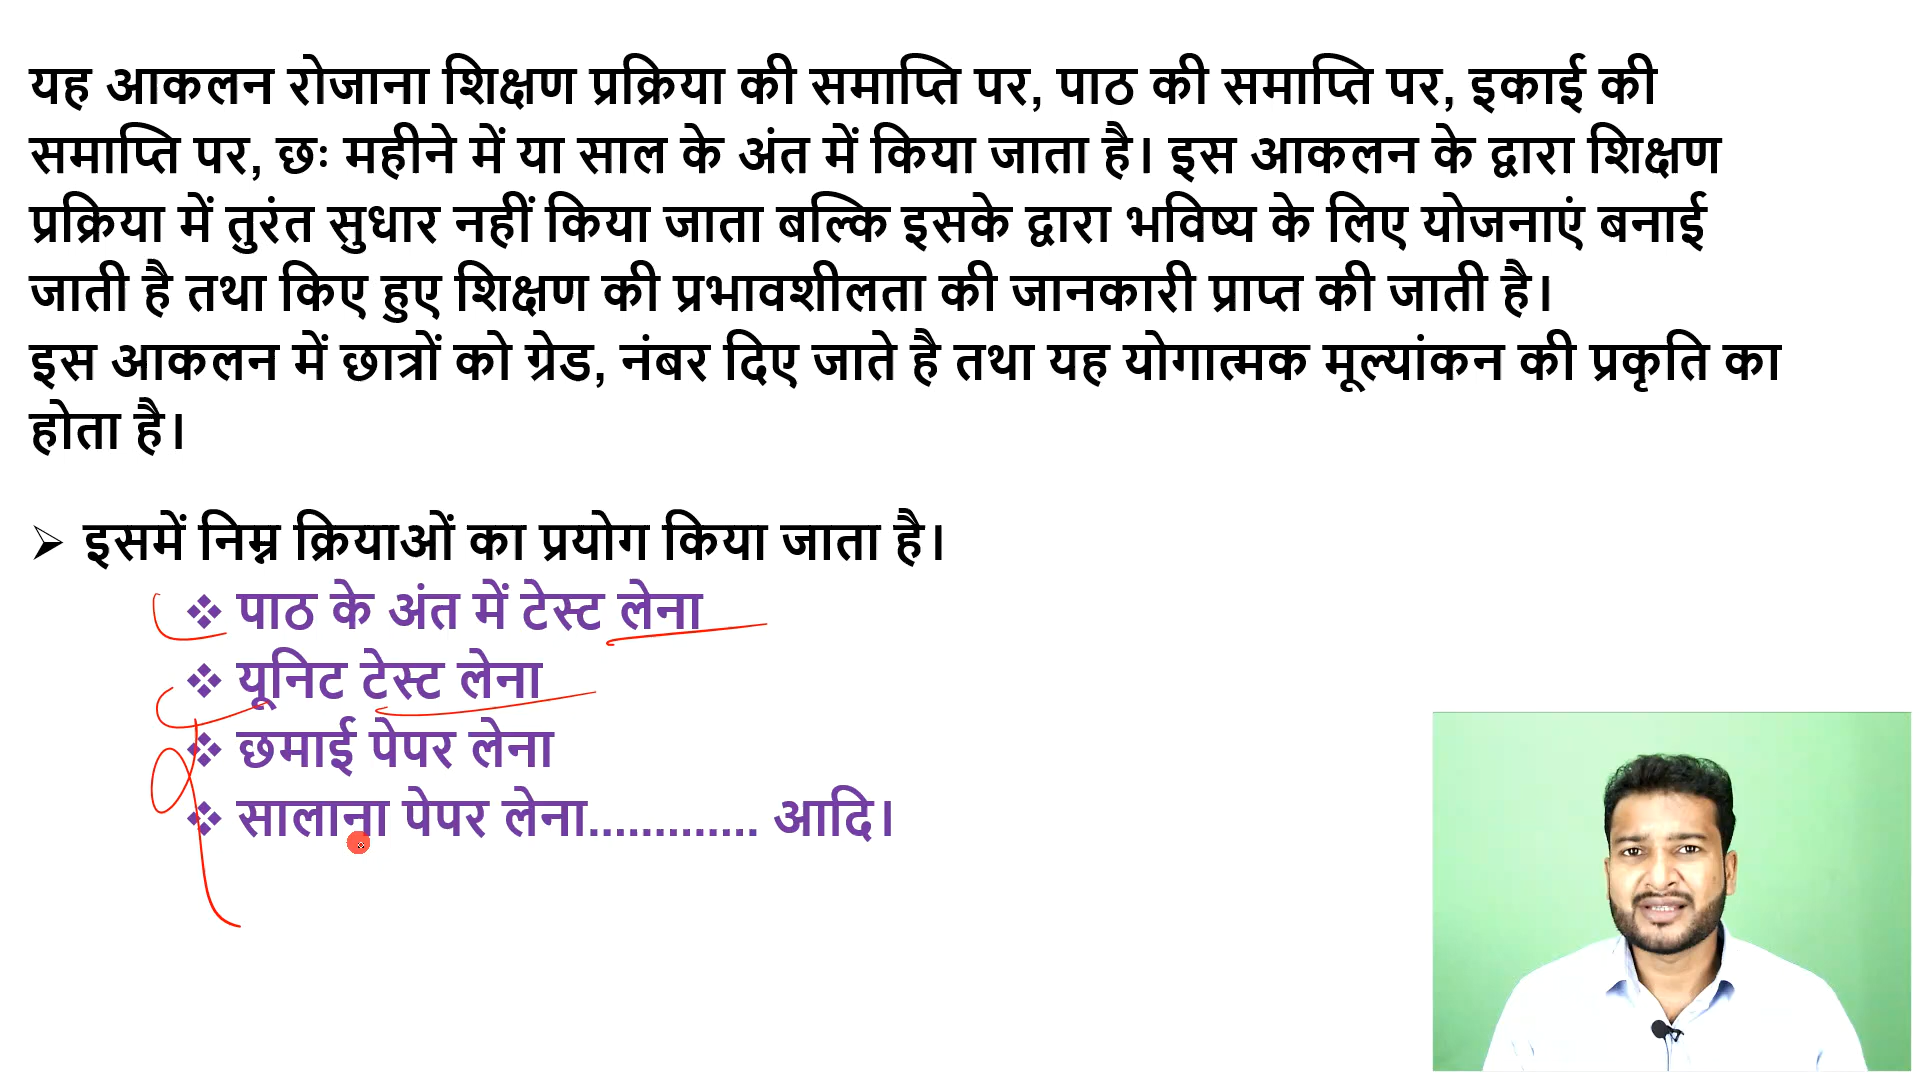 यह आकलन रोजाना शिक्षण प्रक्रिया की समाप्ति पर, पाठ की समाप्ति पर, इकाई की
समाप्ति पर, छः महीने में या साल के अंत में किया जाता है। इस आकलन के द्वारा शिक्षण
प्रक्रिया में तुरंत सुधार नहीं किया जाता बल्कि इसके द्वारा भविष्य के लिए योजनाएं बनाई
जाती है तथा किए हुए शिक्षण की प्रभावशीलता की जानकारी प्राप्त की जाती है।
इस आकलन में छात्रों को ग्रेड, नंबर दिए जाते है तथा यह योगात्मक मूल्यांकन की प्रकृति का
होता है।
➢ इसमें निम्न क्रियाओं का प्रयोग किया जाता है।
❖ पाठ के अंत में टेस्ट लेना
❖ यूनिट टेस्ट लेना
❖ छमाई पेपर लेना
❖ सालाना पेपर लेना............. आदि।